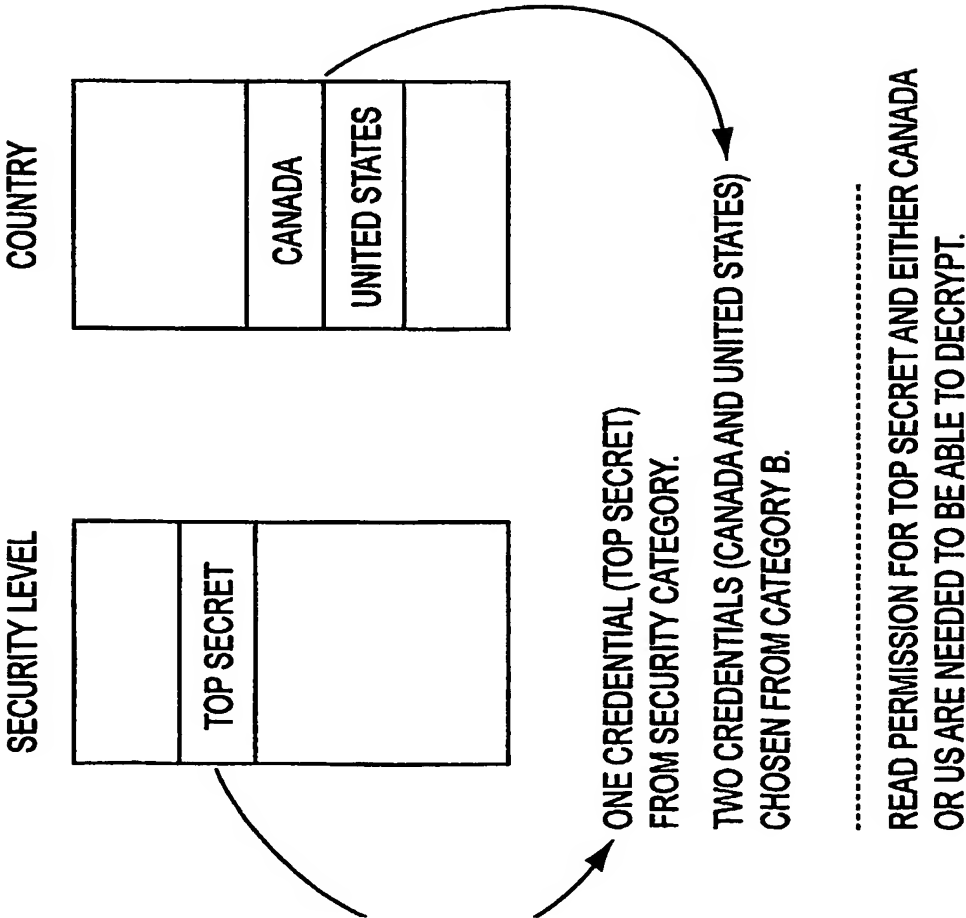 SECURITY LEVEL
TOP SECRET
COUNTRY
CANADA
UNITED STATES
ONE CREDENTIAL (TOP SECRET)
FROM SECURITY CATEGORY.
TWO CREDENTIALS (CANADA AND UNITED STATES)
CHOSEN FROM CATEGORY B.
READ PERMISSION FOR TOP SECRET AND EITHER CANADA
OR US ARE NEEDED TO BE ABLE TO DECRYPT.